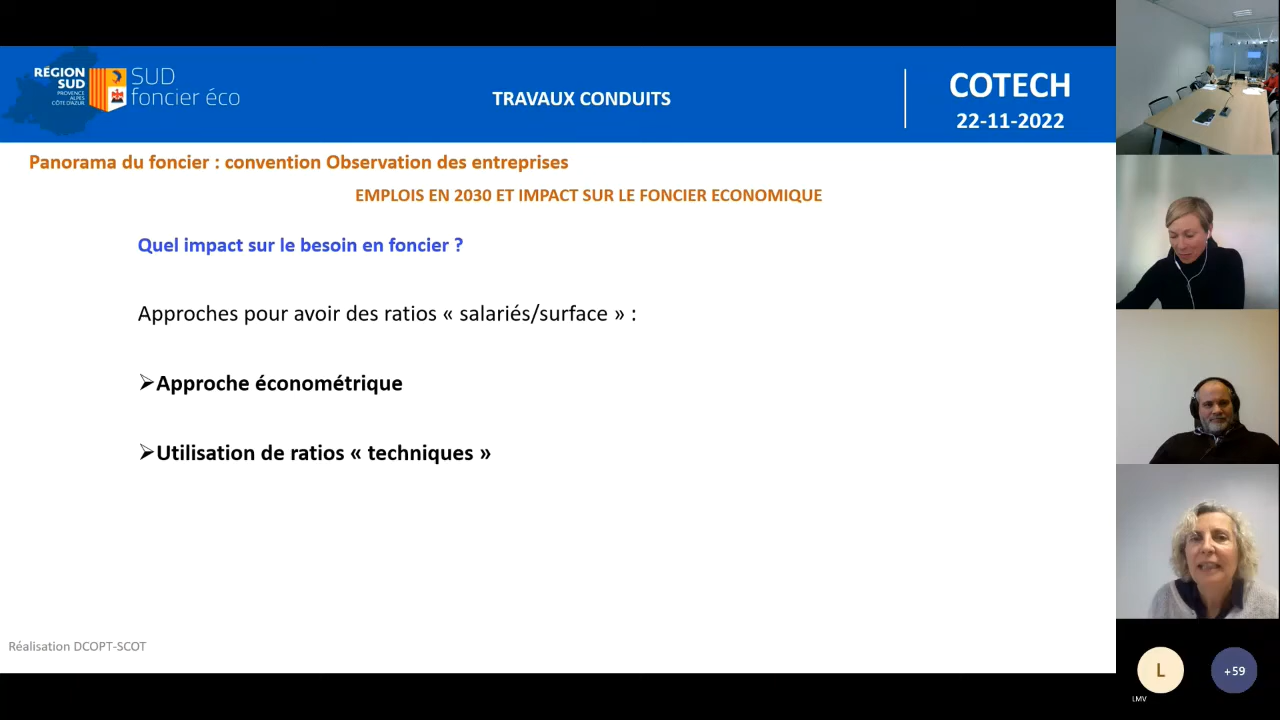 RÉGION
SUD
PROVENCE
ALPES
CÔTE D'AZUR
SUD
foncier éco
TRAVAUX CONDUITS
COTECH
22-11-2022
Panorama du foncier : convention Observation des entreprises
EMPLOIS EN 2030 ET IMPACT SUR LE FONCIER ECONOMIQUE
Quel impact sur le besoin en foncier ?
Approches pour avoir des ratios « salariés/surface » :
➢Approche économétrique
➢Utilisation de ratios « techniques »
Réalisation DCOPT-SCOT
L
LMV
+59